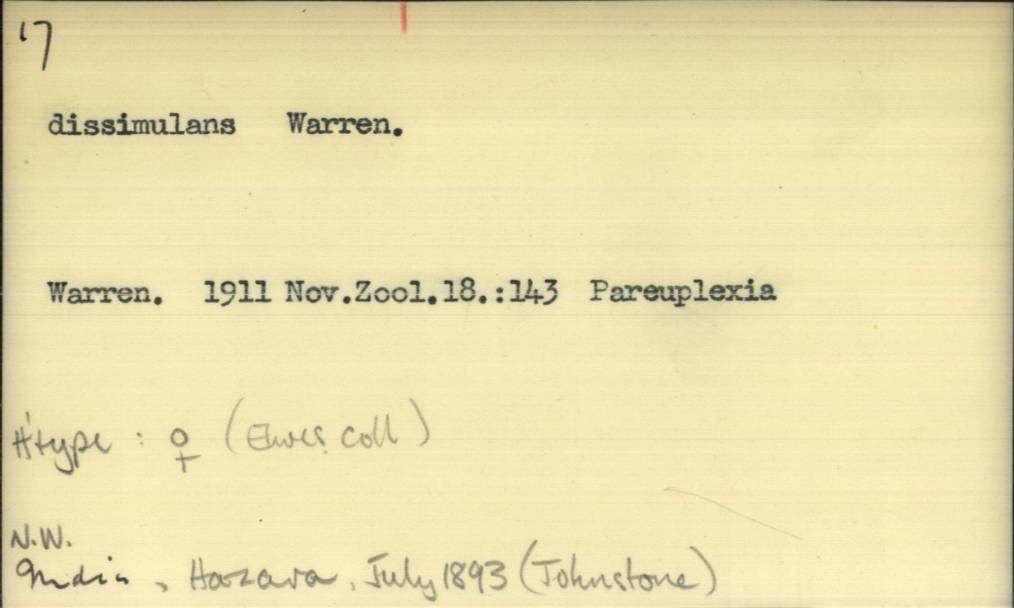 17
dissimulans Warren.
Warren. 1911 Nov.Zool.18.:143 Pareuplexia
H'type : ♀ (Elwes coll)
N.W.
India, Hazara, July 1893 (Johnstone)